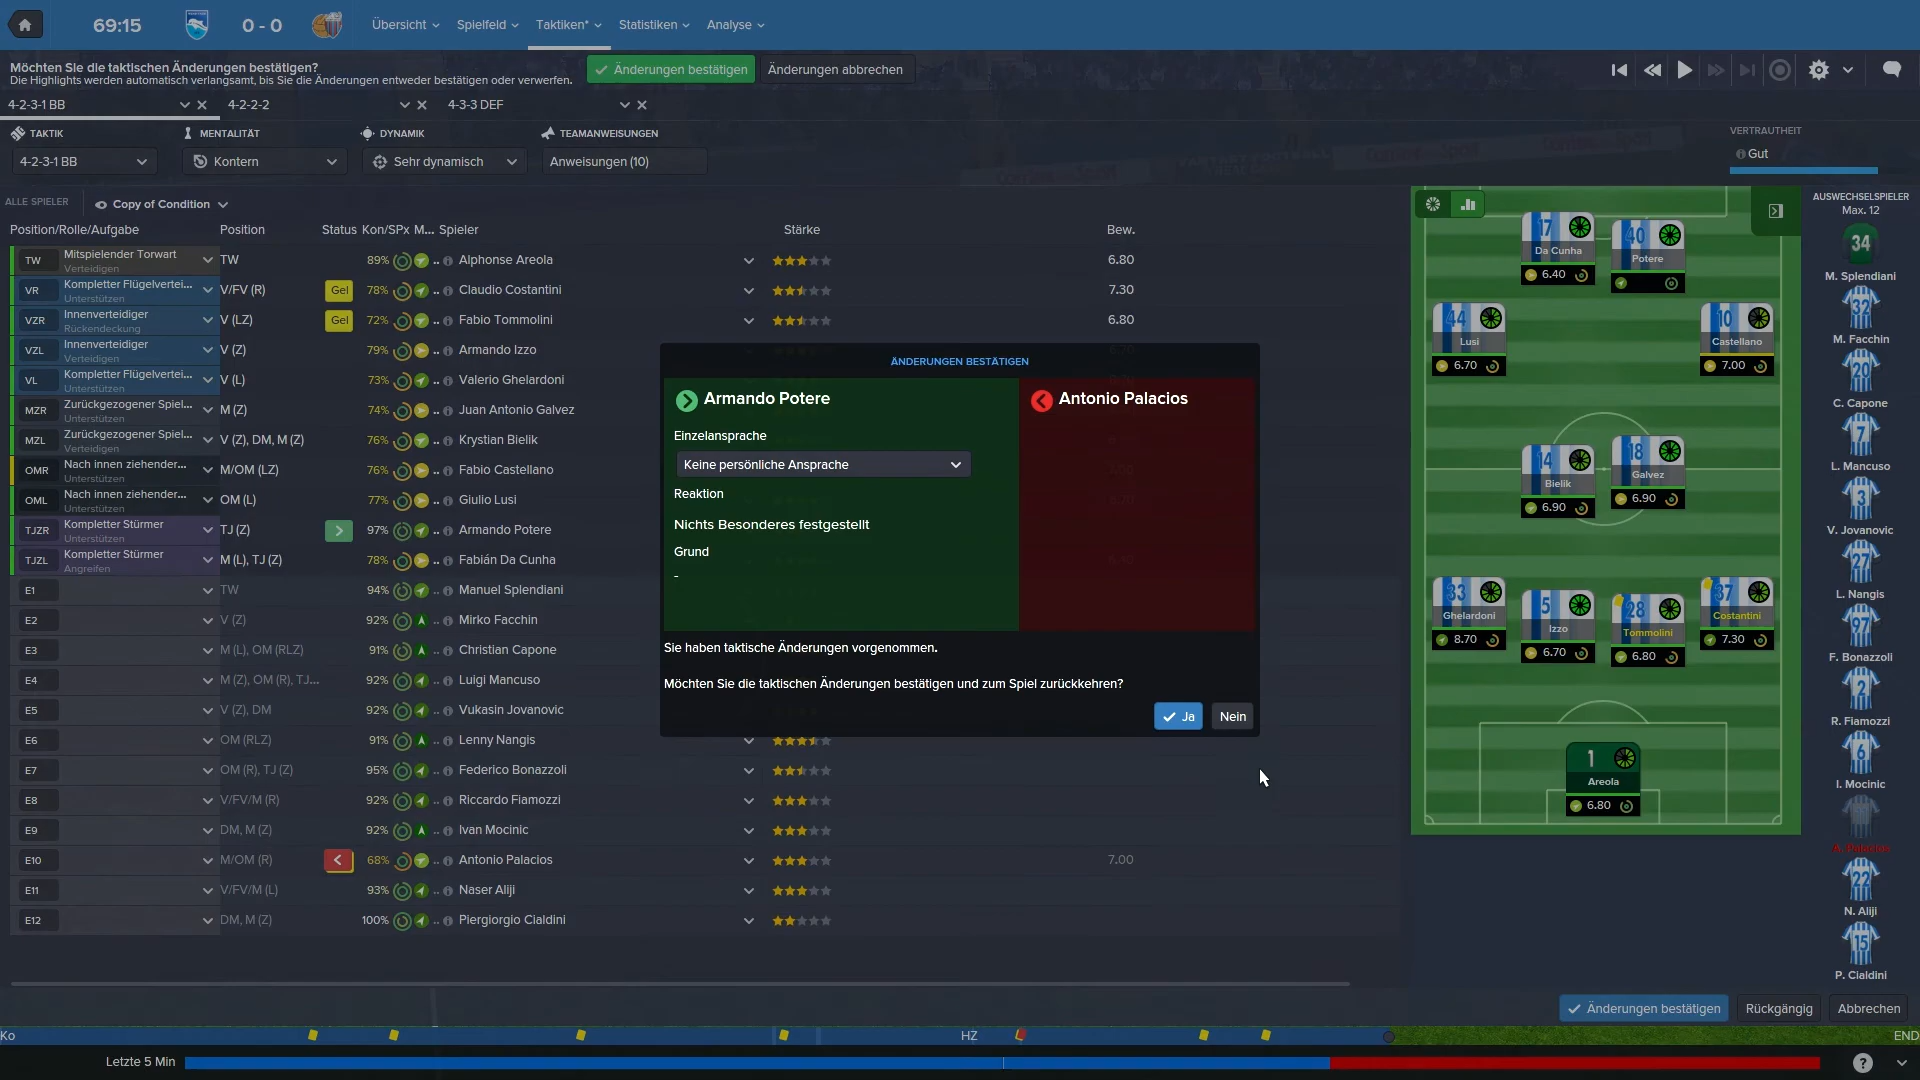 69:15 0 - 0 Übersicht Spielfeld Taktiken* Statistiken Analyse
Möchten Sie die taktischen Änderungen bestätigen?
Die Highlights werden automatisch verlangsamt, bis Sie die Änderungen entweder bestätigen oder verwerfen.
Änderungen bestätigen Änderungen abbrechen
4-2-3-1 BB 4-2-2-2 4-3-3 DEF
TAKTIK MENTALITÄT DYNAMIK TEAMANWEISUNGEN
4-2-3-1 BB Kontern Sehr dynamisch Anweisungen (10)
VERTRAUTHEIT
Gut
ALLE SPIELER Copy of Condition
Position/Rolle/Aufgabe Position Status Kon/SPx M... Spieler Stärke Bew.
TW Mitspielender Torwart Verteidigen TW 89% .. Alphonse Areola 6.80
VR Kompletter Flügelvertei... Unterstützen V/FV (R) Gel 78% .. Claudio Costantini 7.30
VZR Innenverteidiger Rückendeckung V (LZ) Gel 72% .. Fabio Tommolini 6.80
VZL Innenverteidiger Verteidigen V (Z) 79% .. Armando Izzo
VL Kompletter Flügelvertei... Unterstützen V (L) 73% .. Valerio Ghelardoni
MZR Zurückgezogener Spiel... Unterstützen M (Z) 74% .. Juan Antonio Galvez
MZL Zurückgezogener Spiel... Verteidigen V (Z), DM, M (Z) 76% .. Krystian Bielik
OMR Nach innen ziehender... Unterstützen M/OM (LZ) 76% .. Fabio Castellano
OML Nach innen ziehender... Unterstützen OM (L) 77% .. Giulio Lusi
TJZR Kompletter Stürmer Unterstützen TJ (Z) 97% .. Armando Potere
TJZL Kompletter Stürmer Angreifen M (L), TJ (Z) 78% .. Fabián Da Cunha
E1 TW 94% .. Manuel Splendiani
E2 V (Z) 92% .. Mirko Facchin
E3 M (L), OM (RLZ) 91% .. Christian Capone
E4 M (Z), OM (R), TJ... 92% .. Luigi Mancuso
E5 V (Z), DM 92% .. Vukasin Jovanovic
E6 OM (RLZ) 91% .. Lenny Nangis
E7 OM (R), TJ (Z) 95% .. Federico Bonazzoli
E8 V/FV/M (R) 92% .. Riccardo Fiamozzi
E9 DM, M (Z) 92% .. Ivan Mocinic
E10 M/OM (R) 68% .. Antonio Palacios 7.00
E11 V/FV/M (L) 93% .. Naser Aliji
E12 DM, M (Z) 100% .. Piergiorgio Cialdini
ÄNDERUNGEN BESTÄTIGEN
Armando Potere
Einzelansprache
Keine persönliche Ansprache
Reaktion
Nichts Besonderes festgestellt
Grund
-
Antonio Palacios
Sie haben taktische Änderungen vorgenommen.
Möchten Sie die taktischen Änderungen bestätigen und zum Spiel zurückkehren?
Ja Nein
17 Da Cunha 6.40
40 Potere
44 Lusi 6.70
10 Castellano 7.00
14 Bielik 6.90
18 Galvez 6.90
33 Ghelardoni 8.70
5 Izzo 6.70
28 Tommolini 6.80
37 Costantini 7.30
1 Areola 6.80
AUSWECHSELSPIELER
Max. 12
34
M. Splendiani
32
M. Facchin
20
C. Capone
7
L. Mancuso
3
V. Jovanovic
27
L. Nangis
97
F. Bonazzoli
2
R. Fiamozzi
6
I. Mocinic
A. Palacios
22
N. Aliji
15
P. Cialdini
Änderungen bestätigen Rückgängig Abbrechen
Ko HZ END
Letzte 5 Min
?